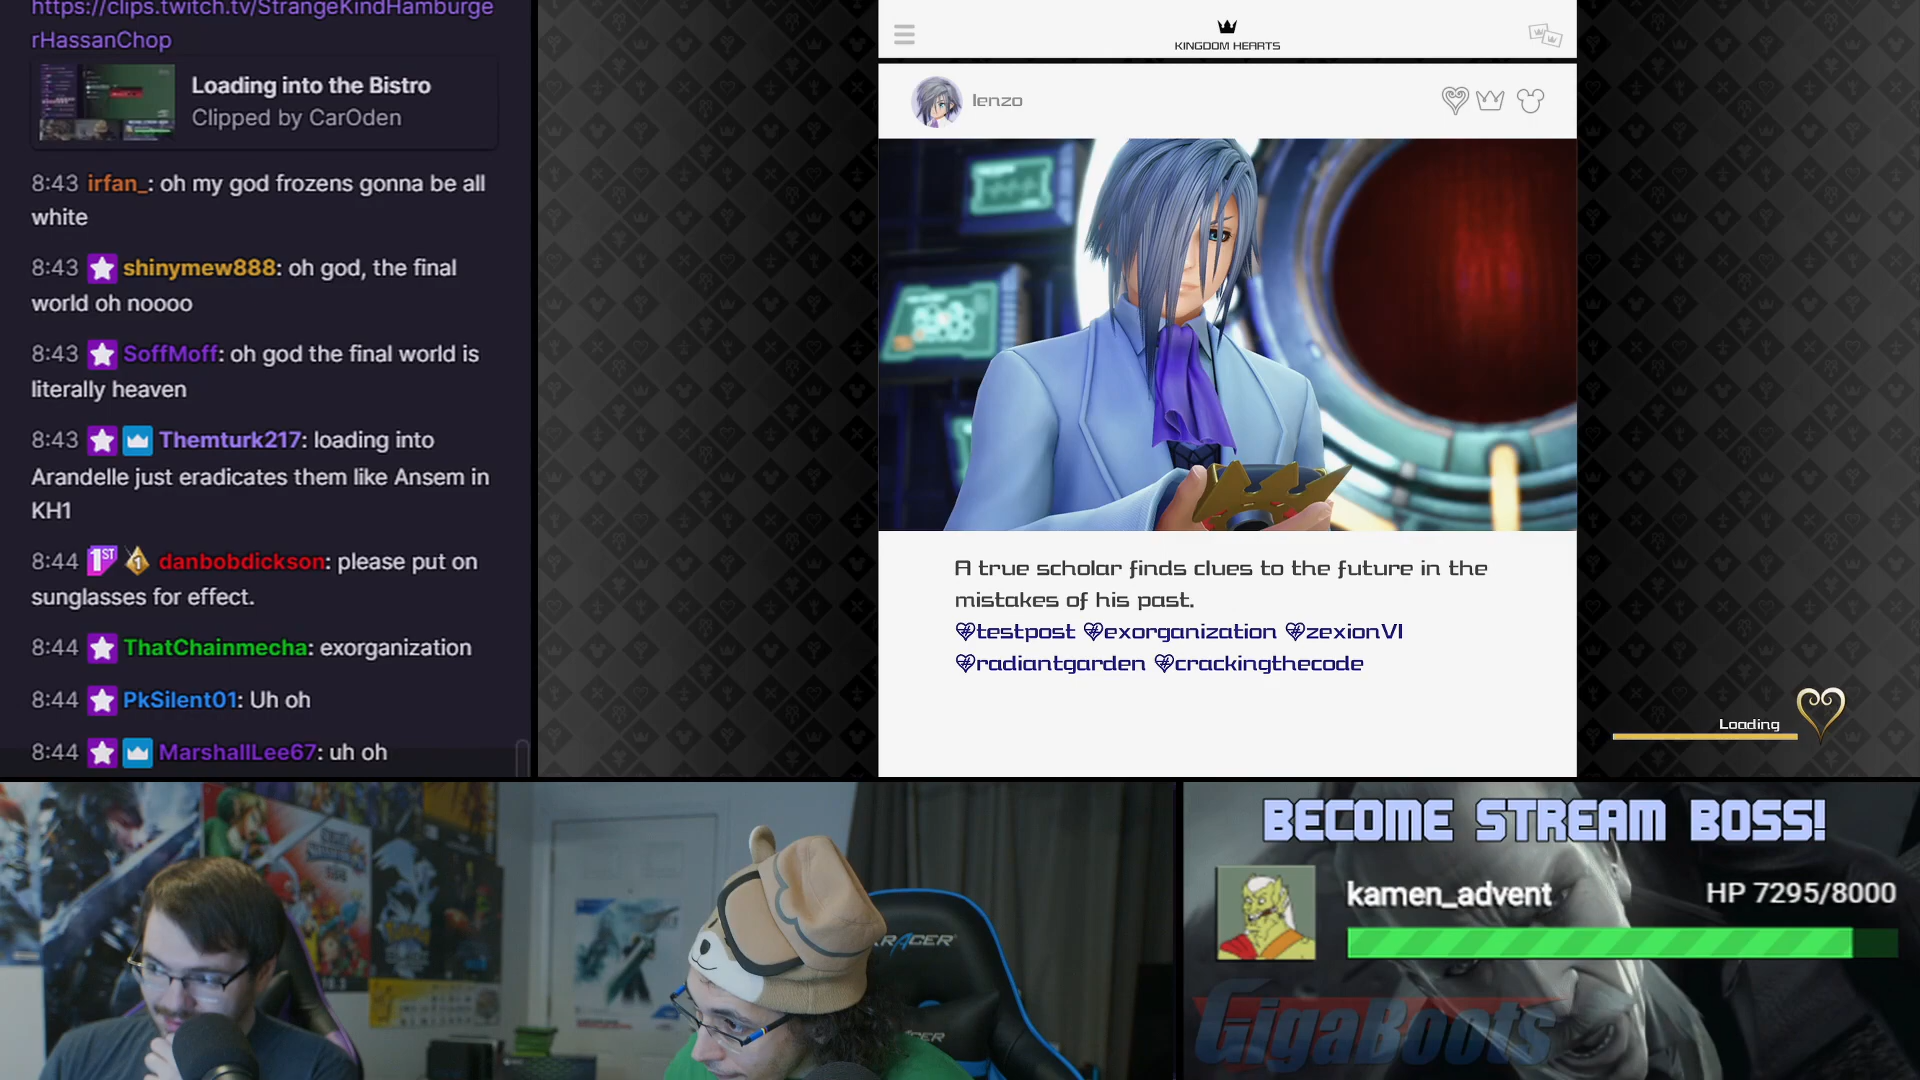 https://clips.twitch.tv/StrangeKindHamburge
rHassanChop
Loading into the Bistro
Clipped by CarOden
8:43 irfan_: oh my god frozens gonna be all
white
8:43 shinymew888: oh god, the final
world oh noooo
8:43 SoffMoff: oh god the final world is
literally heaven
8:43 Themturk217: loading into
Arandelle just eradicates them like Ansem in
KH1
8:44 1ST 1 danbobdickson: please put on
sunglasses for effect.
8:44 ThatChainmecha: exorganization
8:44 PkSilent01: Uh oh
8:44 MarshallLee67: uh oh
KINGDOM HEARTS
Ienzo
A true scholar finds clues to the future in the
mistakes of his past.
#testpost #exorganization #zexionVI
#radiantgarden #crackingthecode
Loading
RACER
BECOME STREAM BOSS!
kamen_advent HP 7295/8000
GigaBoots